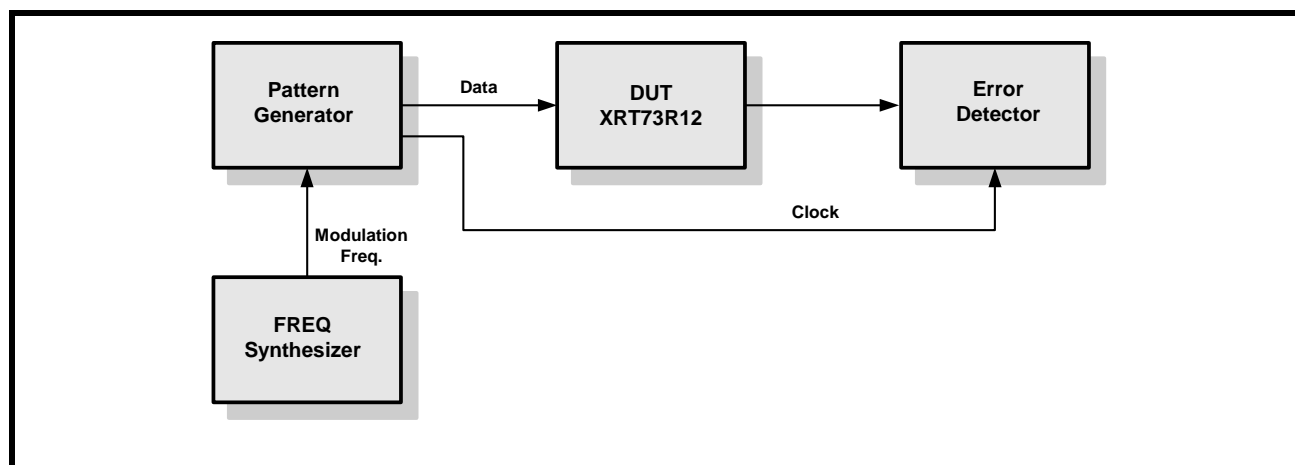 Pattern
Generator
Data
DUT
XRT73R12
Error
Detector
Clock
Modulation
Freq.
FREQ
Synthesizer